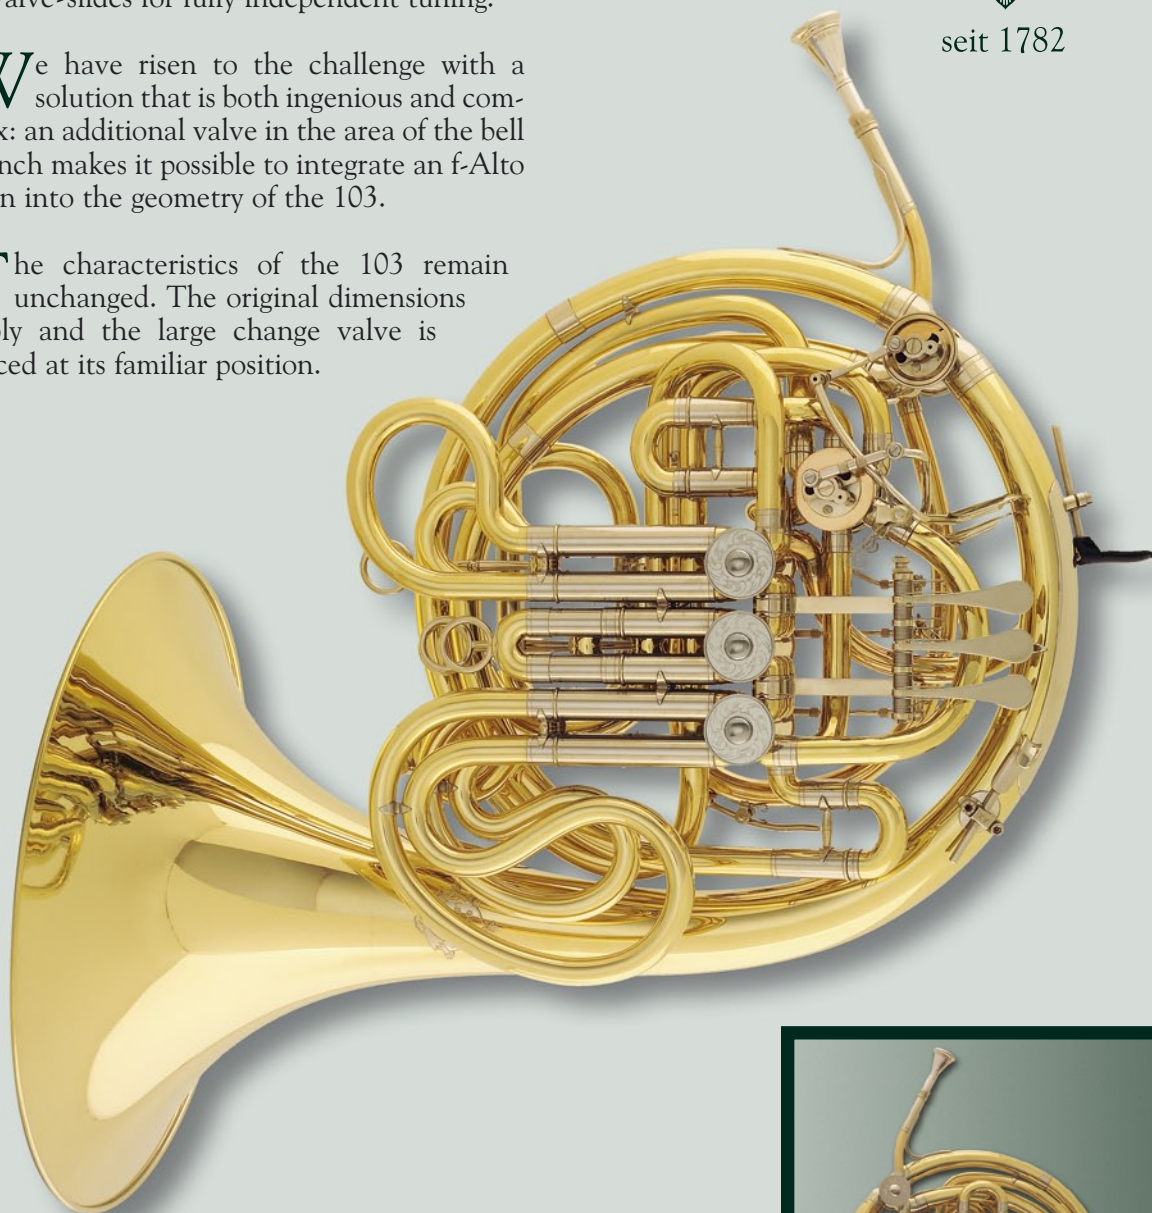 valve-slides for fully independent tuning.
We have risen to the challenge with a
solution that is both ingenious and com-
x: an additional valve in the area of the bell
nch makes it possible to integrate an f-Alto
n into the geometry of the 103.
The characteristics of the 103 remain
unchanged. The original dimensions
ly and the large change valve is
ced at its familiar position.
seit 1782